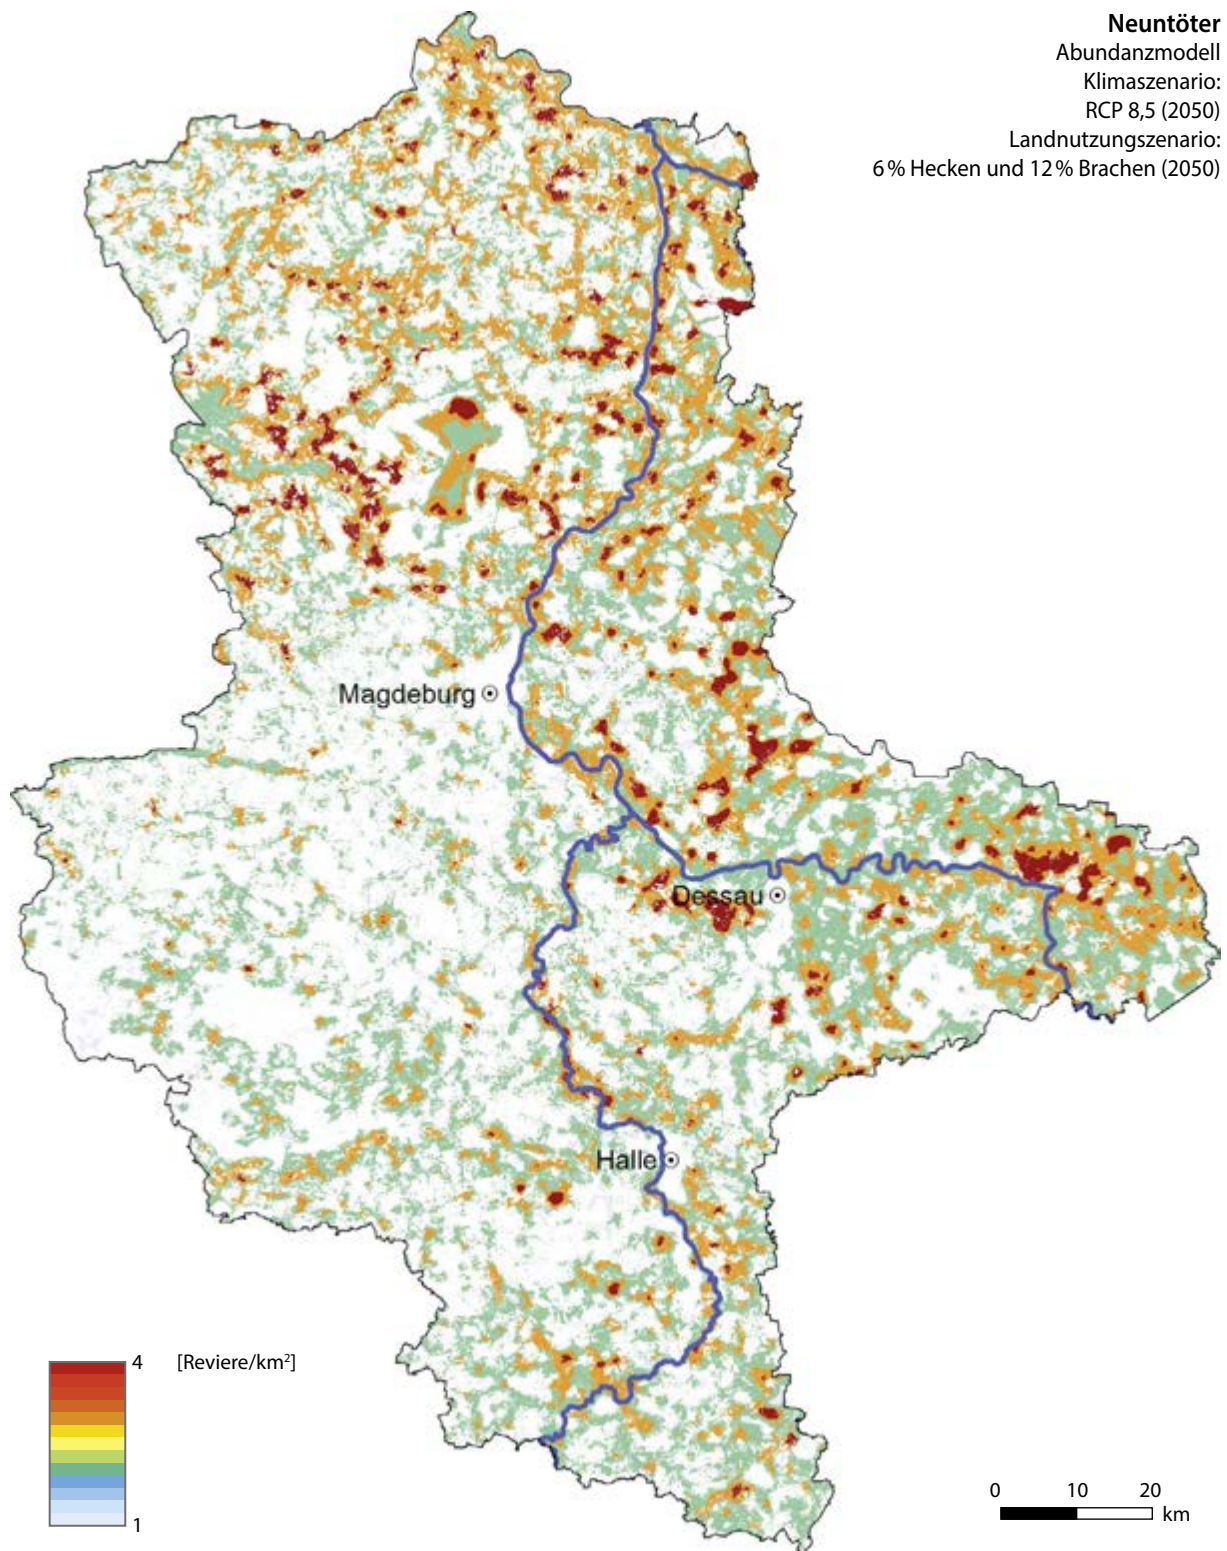 Neuntöter
Abundanzmodell
Klimaszenario:
RCP 8,5 (2050)
Landnutzungszenario:
6 % Hecken und 12 % Brachen (2050)
Magdeburg
Dessau
Halle
4 [Reviere/km²]
1
0 10 20
km